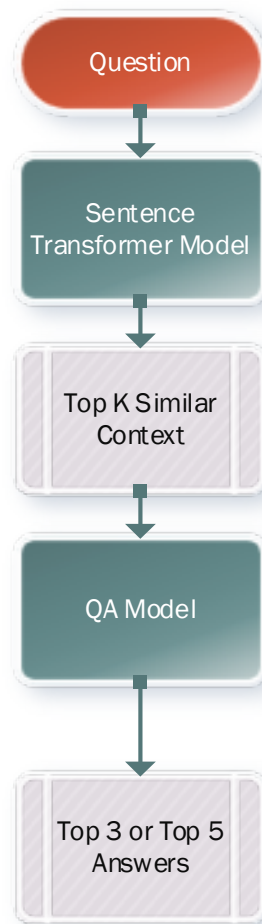 Question
Sentence
Transformer Model
Top K Similar
Context
QA Model
Top 3 or Top 5
Answers